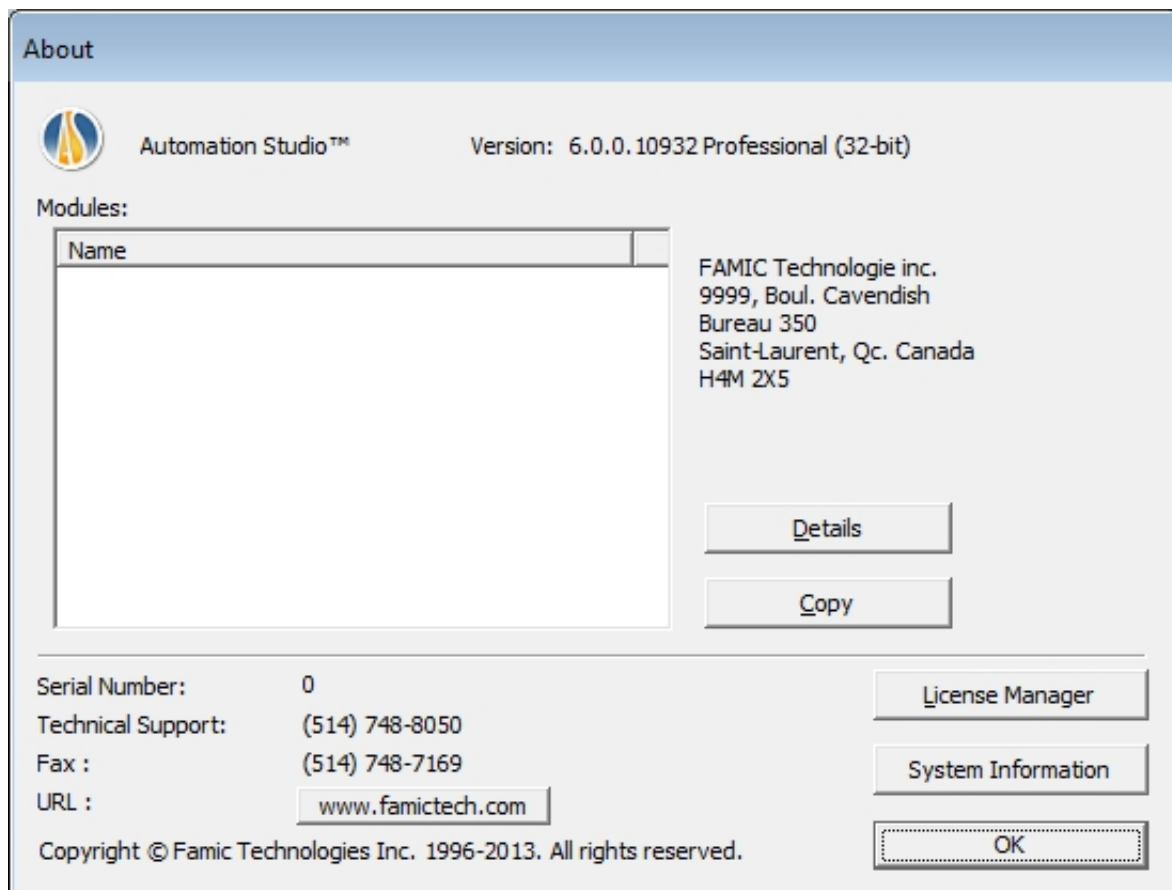 About
Automation Studio™ Version: 6.0.0.10932 Professional (32-bit)
Modules:
Name
FAMIC Technologie inc.
9999, Boul. Cavendish
Bureau 350
Saint-Laurent, Qc. Canada
H4M 2X5
Details
Copy
Serial Number: 0
License Manager
Technical Support: (514) 748-8050
Fax : (514) 748-7169
System Information
URL : www.famictech.com
Copyright © Famic Technologies Inc. 1996-2013. All rights reserved.
OK